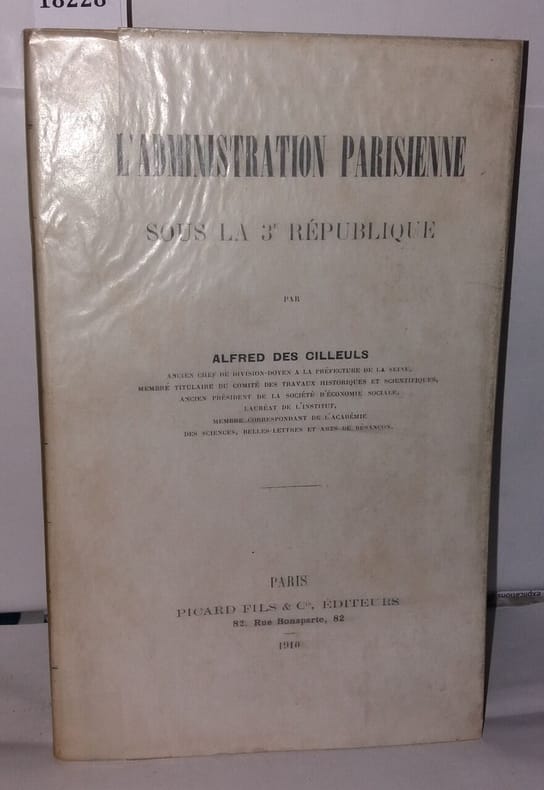 18228
L'ADMINISTRATION PARISIENNE
SOUS LA 3e RÉPUBLIQUE
PAR
ALFRED DES CILLEULS
ANCIEN CHEF DE DIVISION-DOYEN A LA PRÉFECTURE DE LA SEINE,
MEMBRE TITULAIRE DU COMITÉ DES TRAVAUX HISTORIQUES ET SCIENTIFIQUES,
ANCIEN PRÉSIDENT DE LA SOCIÉTÉ D'ÉCONOMIE SOCIALE,
LAURÉAT DE L'INSTITUT,
MEMBRE CORRESPONDANT DE L'ACADÉMIE
DES SCIENCES, BELLES-LETTRES ET ARTS DE BESANÇON.
PARIS
PICARD FILS & Cie, ÉDITEURS
82, Rue Bonaparte, 82
1910